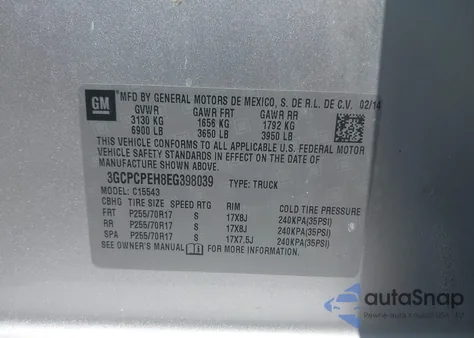 GM MFD BY GENERAL MOTORS DE MEXICO, S. DE R.L. DE C.V. 02/14
GVWR GAWR FRT GAWR RR
3130 KG 1656 KG 1792 KG
6900 LB 3650 LB 3950 LB
THIS VEHICLE CONFORMS TO ALL APPLICABLE U.S. FEDERAL MOTOR
VEHICLE SAFETY STANDARDS IN EFFECT ON THE DATE OF
MANUFACTURE SHOWN ABOVE.
3GCPCPEH8EG398039 TYPE: TRUCK
MODEL: C15543
CBHG TIRE SIZE SPEED RTG RIM COLD TIRE PRESSURE
FRT P255/70R17 S 17X8J 240KPA(35PSI)
RR P255/70R17 S 17X8J 240KPA(35PSI)
SPA P255/70R17 S 17X7.5J 240KPA(35PSI)
SEE OWNER'S MANUAL FOR MORE INFORMATION.
autoSnap